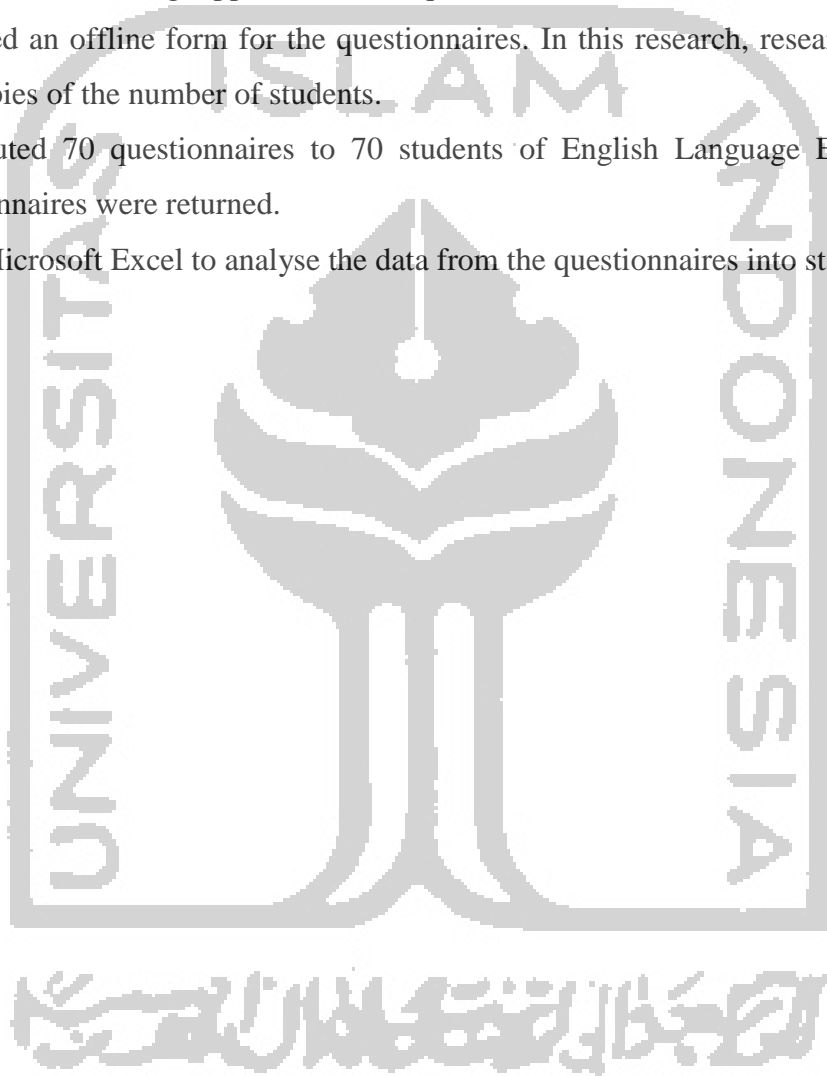 ed an offline form for the questionnaires. In this research, resear
pies of the number of students.
uted 70 questionnaires to 70 students of English Language E
nnaires were returned.
Microsoft Excel to analyse the data from the questionnaires into st
ISLAM
UNIVERSITAS
INDONESIA